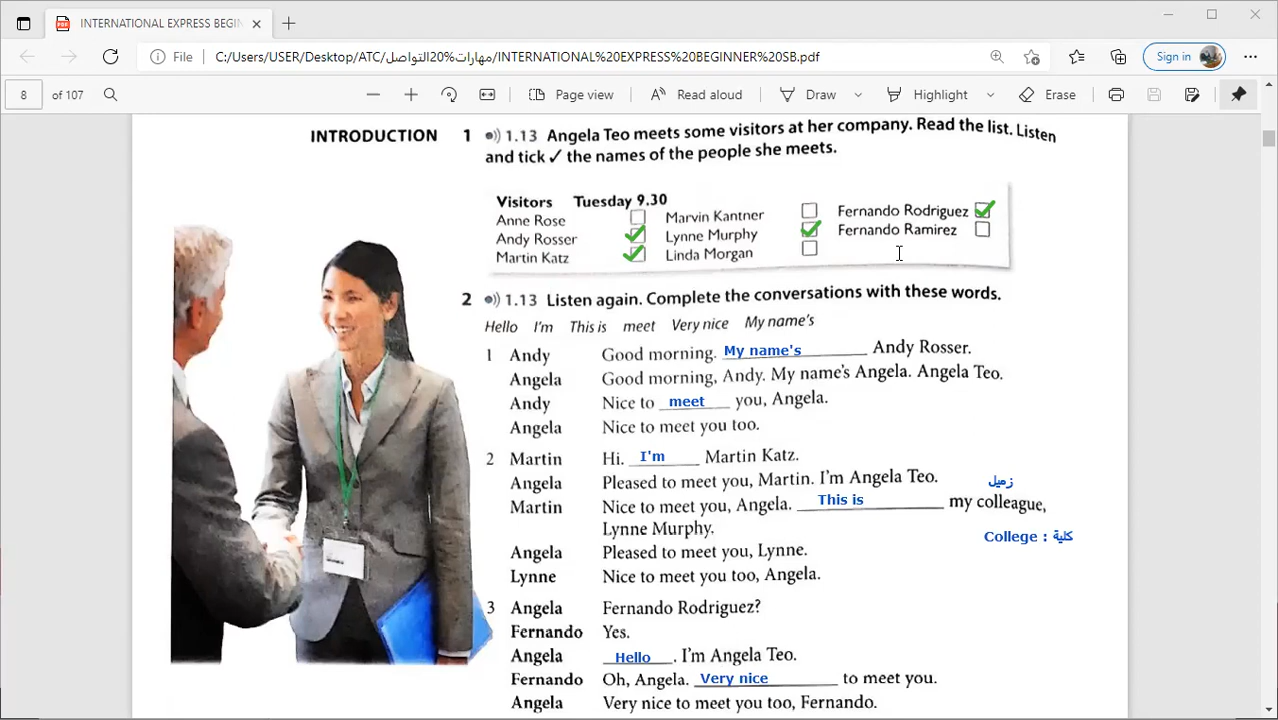 INTERNATIONAL EXPRESS BEGIN
File C:/Users/USER/Desktop/ATC/مهارات%20التواصل/INTERNATIONAL%20EXPRESS%20BEGINNER%20SB.pdf Sign in
8 of 107 Page view Read aloud Draw Highlight Erase
INTRODUCTION 1 1.13 Angela Teo meets some visitors at her company. Read the list. Listen
and tick ✓ the names of the people she meets.
Visitors Tuesday 9.30
Anne Rose Marvin Kantner Fernando Rodriguez
Andy Rosser Lynne Murphy Fernando Ramirez
Martin Katz Linda Morgan
2 1.13 Listen again. Complete the conversations with these words.
Hello I'm This is meet Very nice My name's
1 Andy Good morning. My name's Andy Rosser.
Angela Good morning, Andy. My name's Angela. Angela Teo.
Andy Nice to meet you, Angela.
Angela Nice to meet you too.
2 Martin Hi. I'm Martin Katz.
Angela Pleased to meet you, Martin. I'm Angela Teo.
زميل
Martin Nice to meet you, Angela. This is my colleague,
Lynne Murphy.
College : كلية
Angela Pleased to meet you, Lynne.
Lynne Nice to meet you too, Angela.
3 Angela Fernando Rodriguez?
Fernando Yes.
Angela Hello. I'm Angela Teo.
Fernando Oh, Angela. Very nice to meet you.
Angela Very nice to meet you too, Fernando.